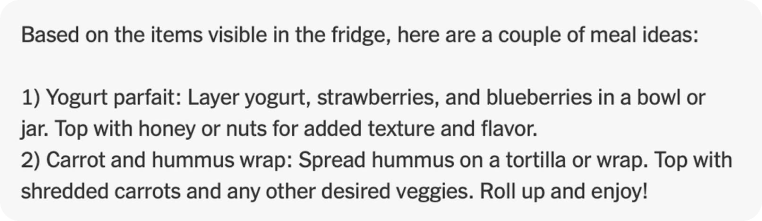 Based on the items visible in the fridge, here are a couple of meal ideas:
1) Yogurt parfait: Layer yogurt, strawberries, and blueberries in a bowl or
jar. Top with honey or nuts for added texture and flavor.
2) Carrot and hummus wrap: Spread hummus on a tortilla or wrap. Top with
shredded carrots and any other desired veggies. Roll up and enjoy!